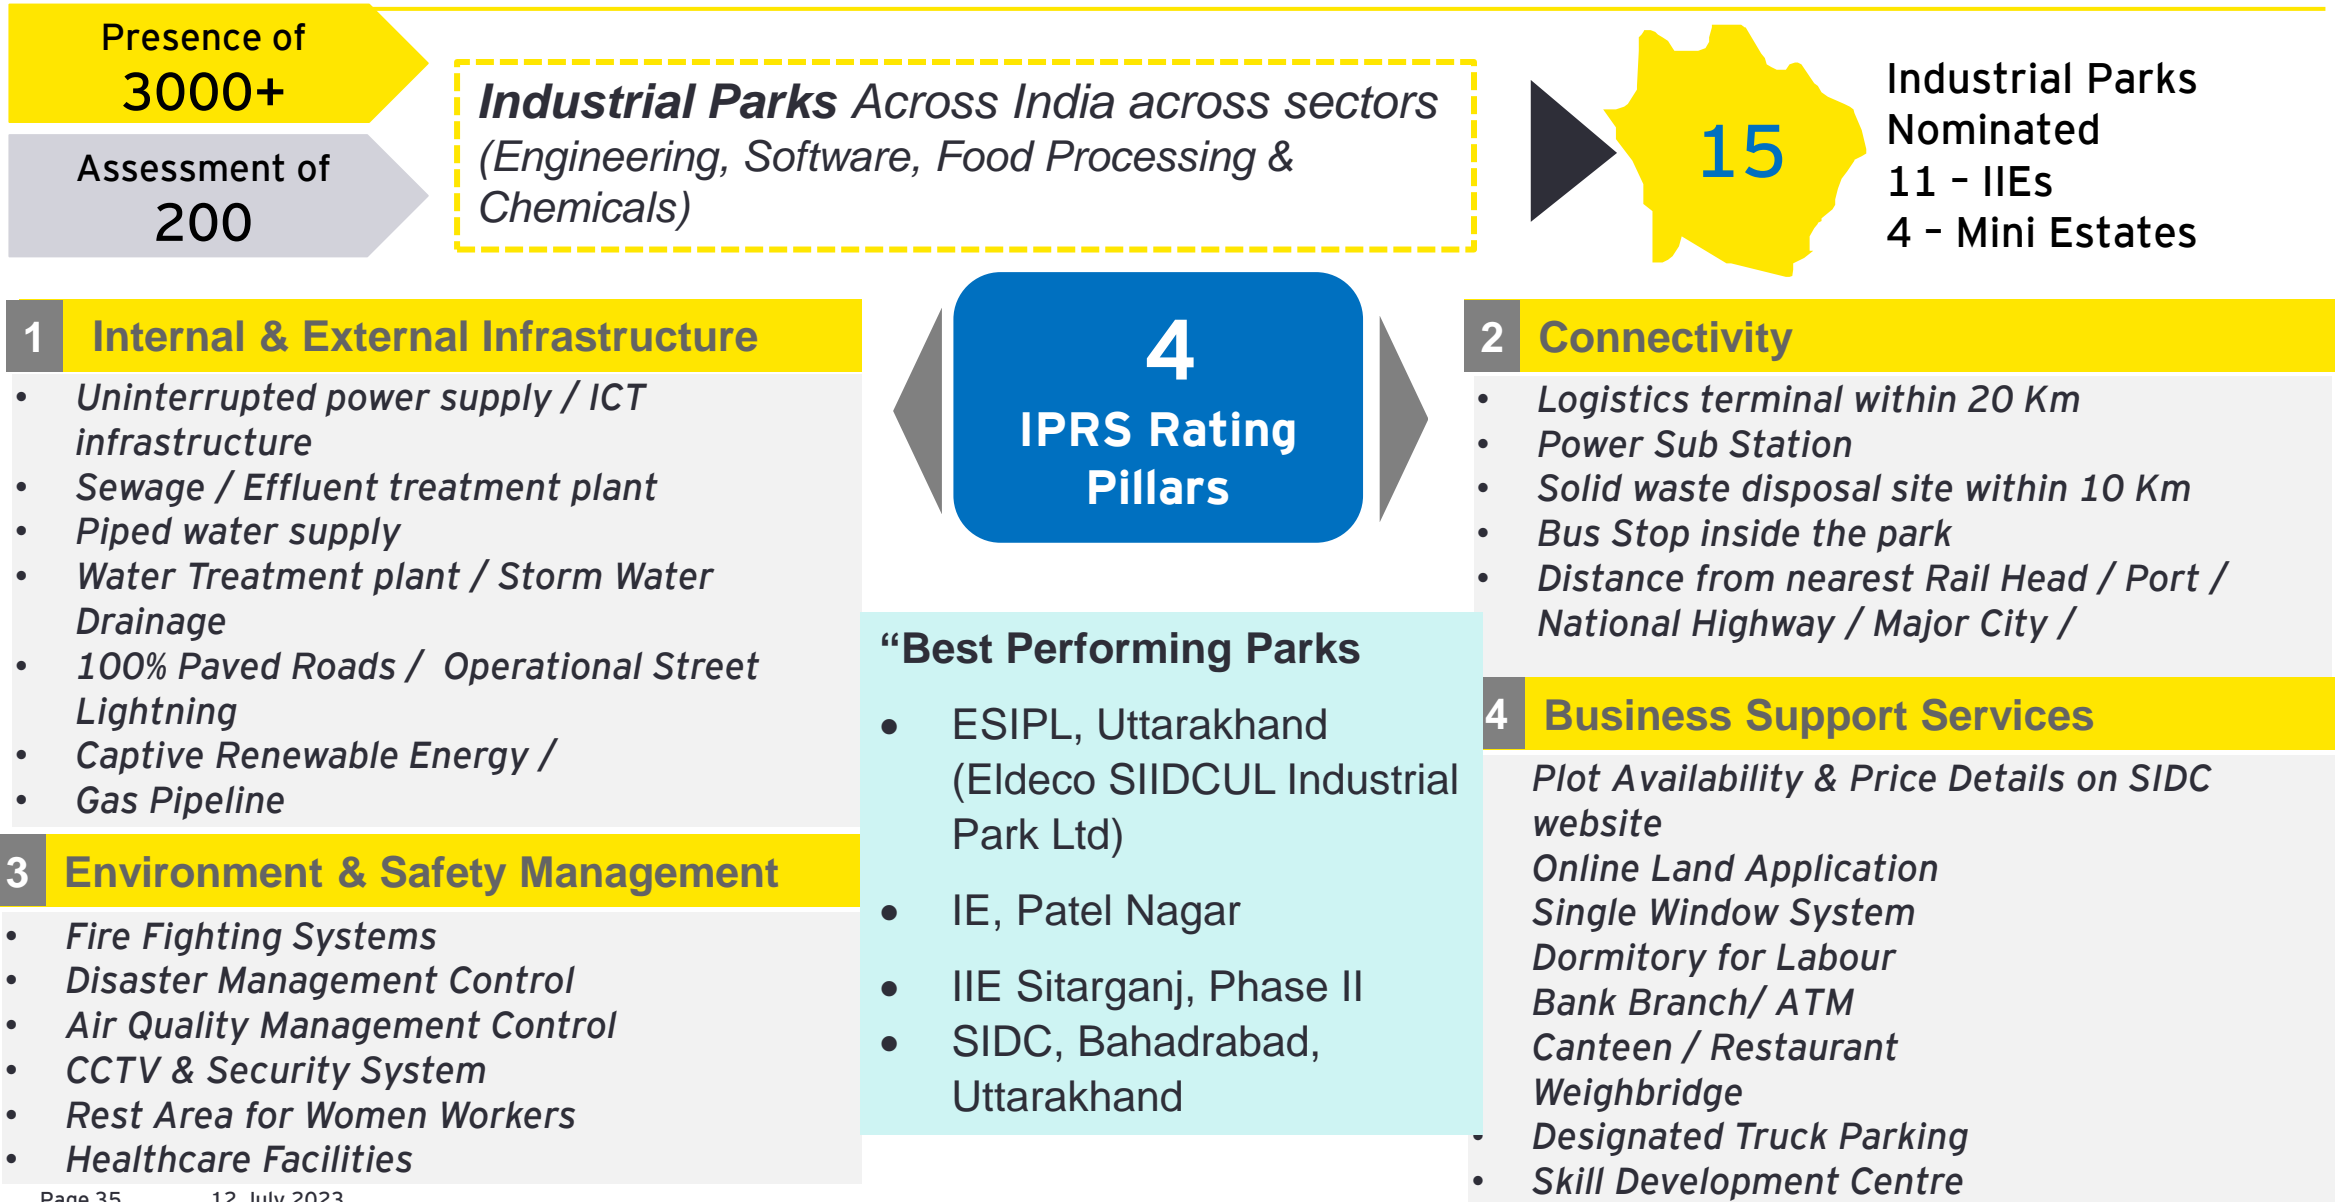 Presence of
3000+
Assessment of
200
Industrial Parks Across India across sectors
(Engineering, Software, Food Processing &
Chemicals)
15
Industrial Parks
Nominated
11 – IIEs
4 – Mini Estates
1 Internal & External Infrastructure
• Uninterrupted power supply / ICT
infrastructure
• Sewage / Effluent treatment plant
• Piped water supply
• Water Treatment plant / Storm Water
Drainage
• 100% Paved Roads / Operational Street
Lightning
• Captive Renewable Energy /
• Gas Pipeline
4
IPRS Rating
Pillars
2 Connectivity
• Logistics terminal within 20 Km
• Power Sub Station
• Solid waste disposal site within 10 Km
• Bus Stop inside the park
• Distance from nearest Rail Head / Port /
National Highway / Major City /
3 Environment & Safety Management
• Fire Fighting Systems
• Disaster Management Control
• Air Quality Management Control
• CCTV & Security System
• Rest Area for Women Workers
• Healthcare Facilities
“Best Performing Parks
• ESIPL, Uttarakhand
(Eldeco SIIDCUL Industrial
Park Ltd)
• IE, Patel Nagar
• IIE Sitarganj, Phase II
• SIDC, Bahadrabad,
Uttarakhand
4 Business Support Services
Plot Availability & Price Details on SIDC
website
Online Land Application
Single Window System
Dormitory for Labour
Bank Branch/ ATM
Canteen / Restaurant
Weighbridge
• Designated Truck Parking
• Skill Development Centre
Page 35 12 July 2023